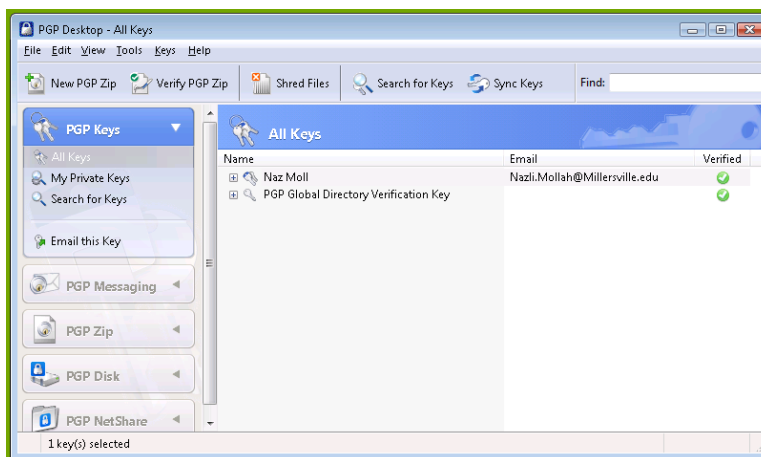 PGP Desktop - All Keys
File Edit View Tools Keys Help
New PGP Zip Verify PGP Zip Shred Files Search for Keys Sync Keys Find:
PGP Keys
All Keys
My Private Keys
Search for Keys
Email this Key
PGP Messaging
PGP Zip
PGP Disk
PGP NetShare
All Keys
Name Email Verified
Naz Moll Nazli.Mollah@Millersville.edu
PGP Global Directory Verification Key
1 key(s) selected